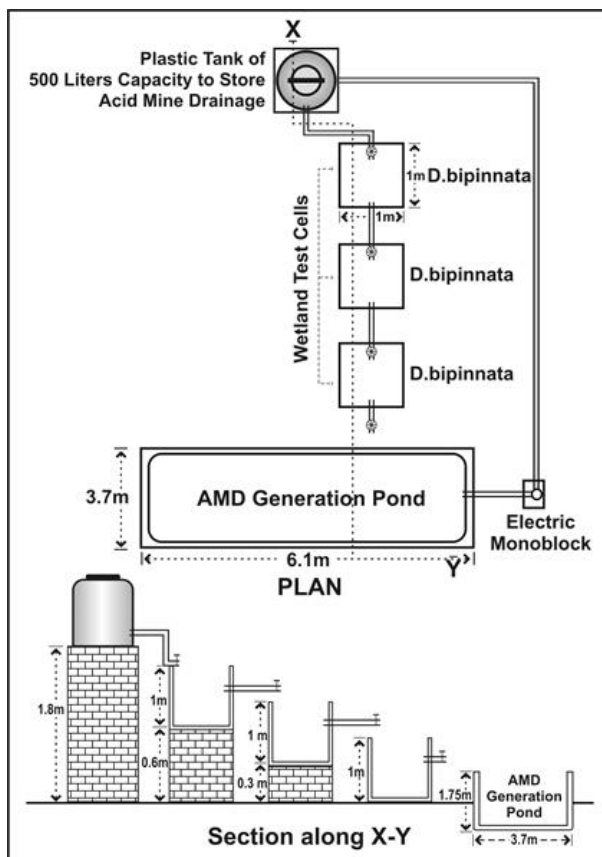 X
Plastic Tank of
500 Liters Capacity to Store
Acid Mine Drainage
1m
D.bipinnata
1m
Wetland Test Cells
D.bipinnata
D.bipinnata
3.7m
AMD Generation Pond
Electric
Monoblock
6.1m
Y
PLAN
1.8m
1m
0.6m
1 m
0.3 m
1m
1.75m
AMD
Generation
Pond
3.7m
Section along X-Y